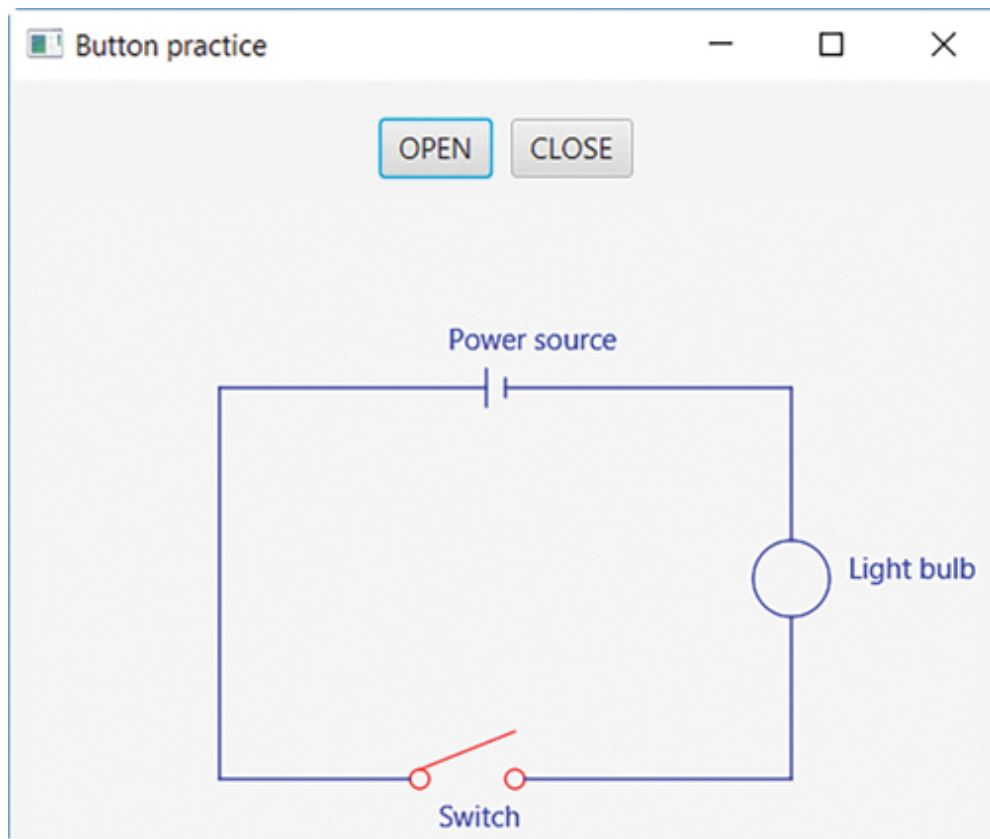 Button practice
OPEN CLOSE
Power source
Light bulb
Switch